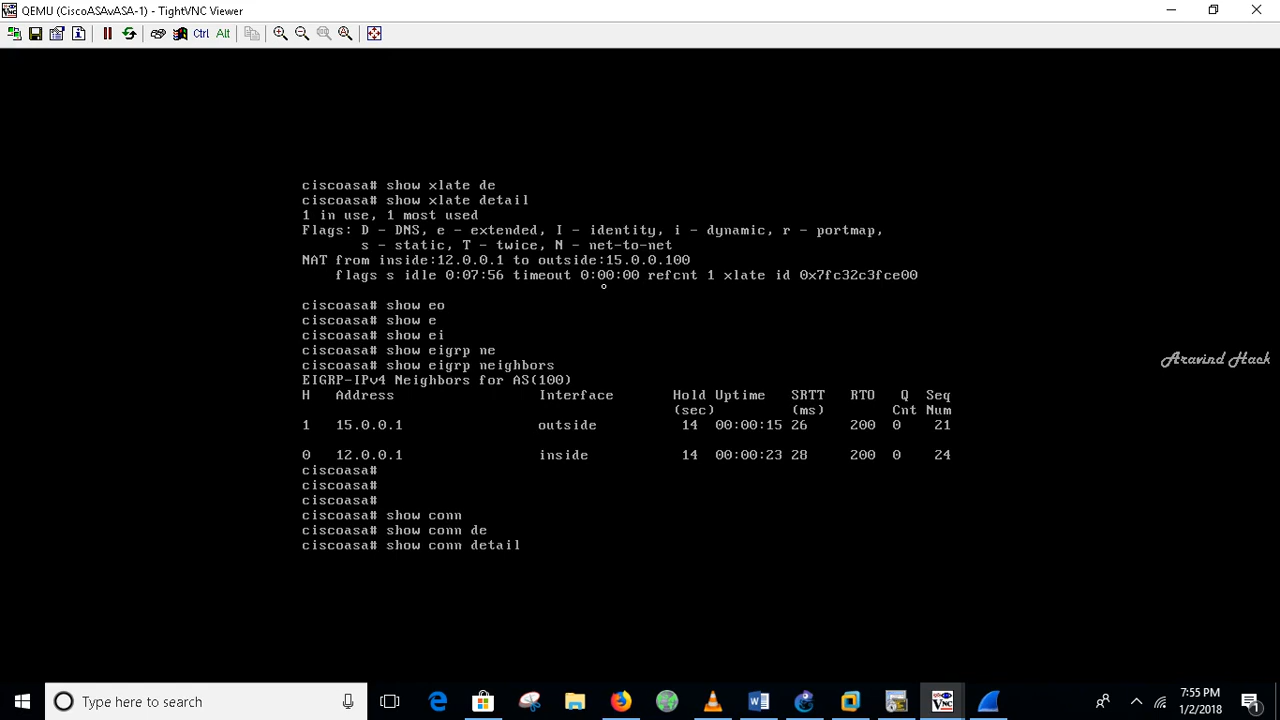 QEMU (CiscoASAvASA-1) - TightVNC Viewer
Ctrl Alt
ciscoasa# show xlate de
ciscoasa# show xlate detail
1 in use, 1 most used
Flags: D - DNS, e - extended, I - identity, i - dynamic, r - portmap,
s - static, T - twice, N - net-to-net
NAT from inside:12.0.0.1 to outside:15.0.0.100
flags s idle 0:07:56 timeout 0:00:00 refcnt 1 xlate id 0x7fc32c3fce00
ciscoasa# show eo
ciscoasa# show e
ciscoasa# show ei
ciscoasa# show eigrp ne
ciscoasa# show eigrp neighbors
EIGRP-IPv4 Neighbors for AS(100)
H Address Interface Hold Uptime SRTT RTO Q Seq
(sec) (ms) Cnt Num
1 15.0.0.1 outside 14 00:00:15 26 200 0 21
0 12.0.0.1 inside 14 00:00:23 28 200 0 24
ciscoasa#
ciscoasa#
ciscoasa#
ciscoasa# show conn
ciscoasa# show conn de
ciscoasa# show conn detail
Aravind Hack
Type here to search
7:55 PM
1/2/2018